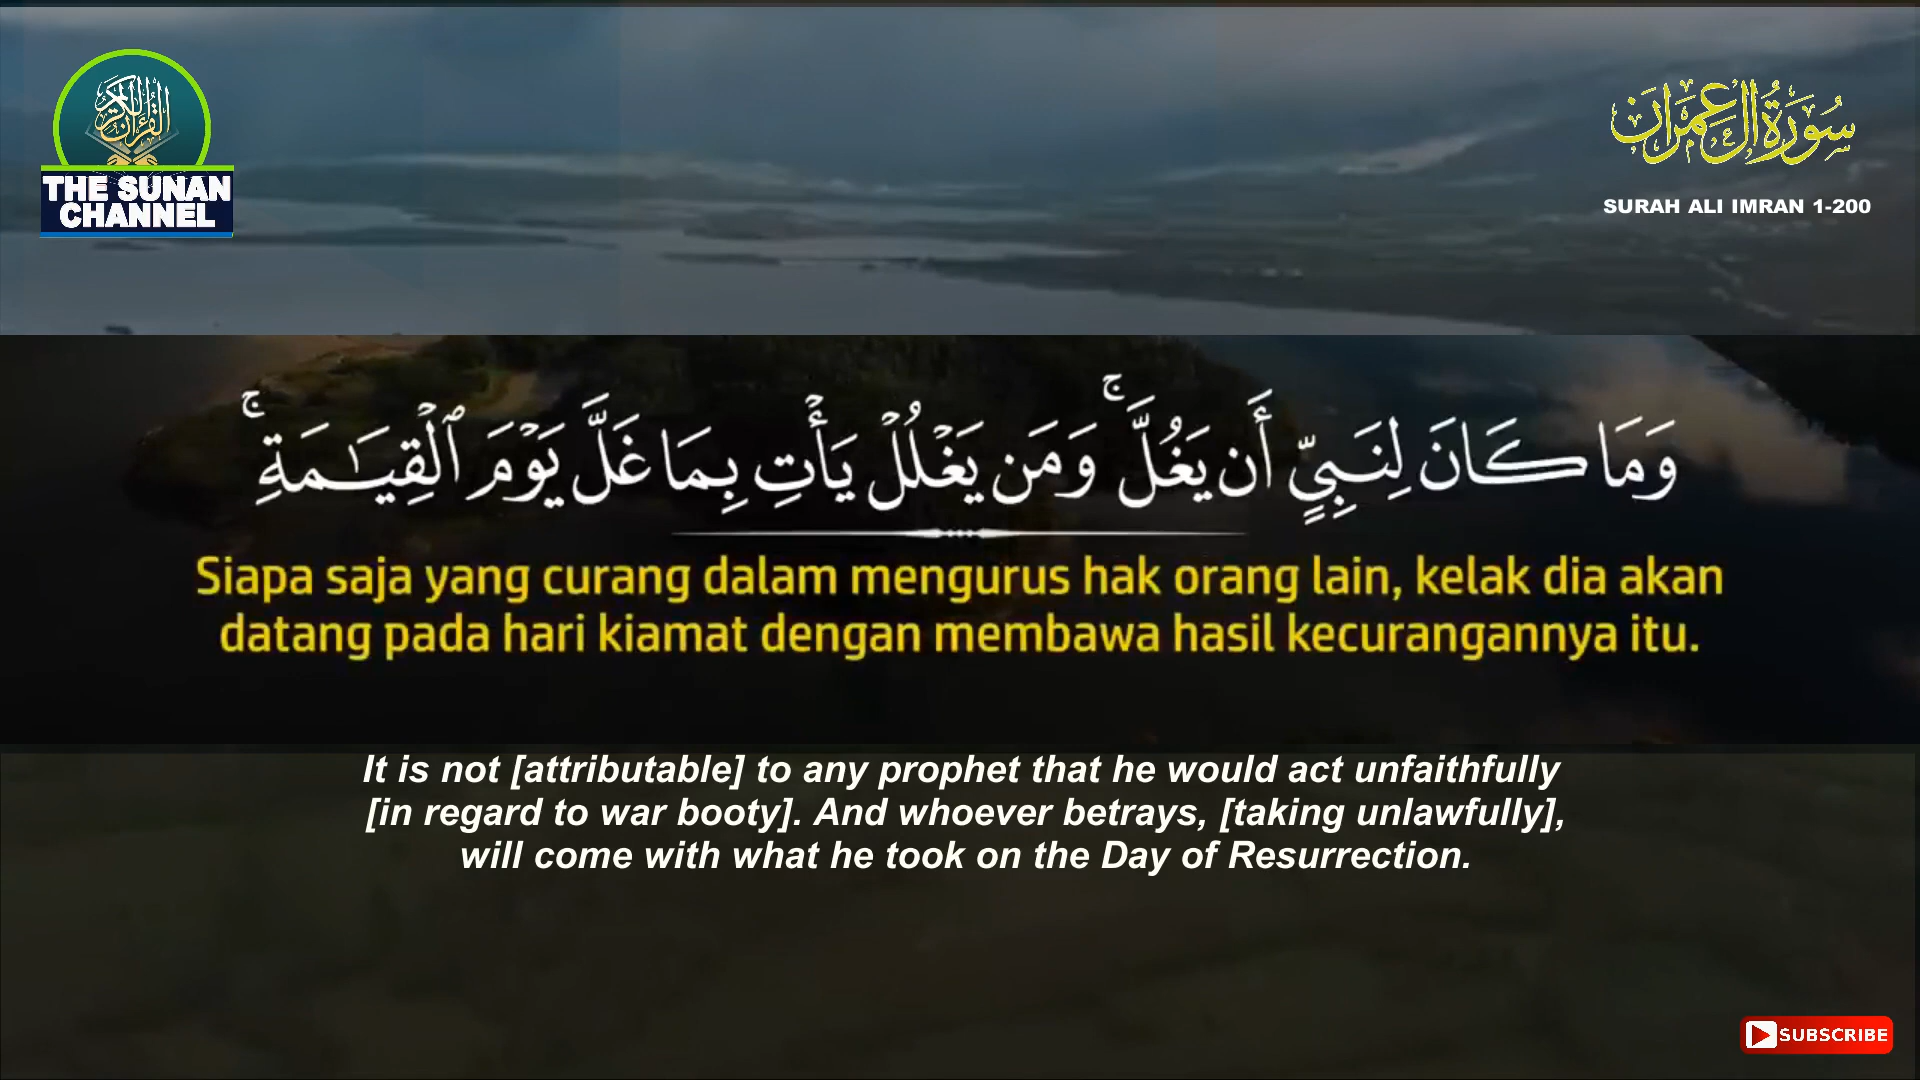 القرآن الكريم
THE SUNAN
CHANNEL
سُورَةُ آلِ عِمْرَان
SURAH ALI IMRAN 1-200
وَمَا كَانَ لِنَبِيٍّ أَن يَغُلَّ ۚ وَمَن يَغْلُلْ يَأْتِ بِمَا غَلَّ يَوْمَ ٱلْقِيَـٰمَةِ ۚ
Siapa saja yang curang dalam mengurus hak orang lain, kelak dia akan
datang pada hari kiamat dengan membawa hasil kecurangannya itu.
It is not [attributable] to any prophet that he would act unfaithfully
[in regard to war booty]. And whoever betrays, [taking unlawfully],
will come with what he took on the Day of Resurrection.
SUBSCRIBE